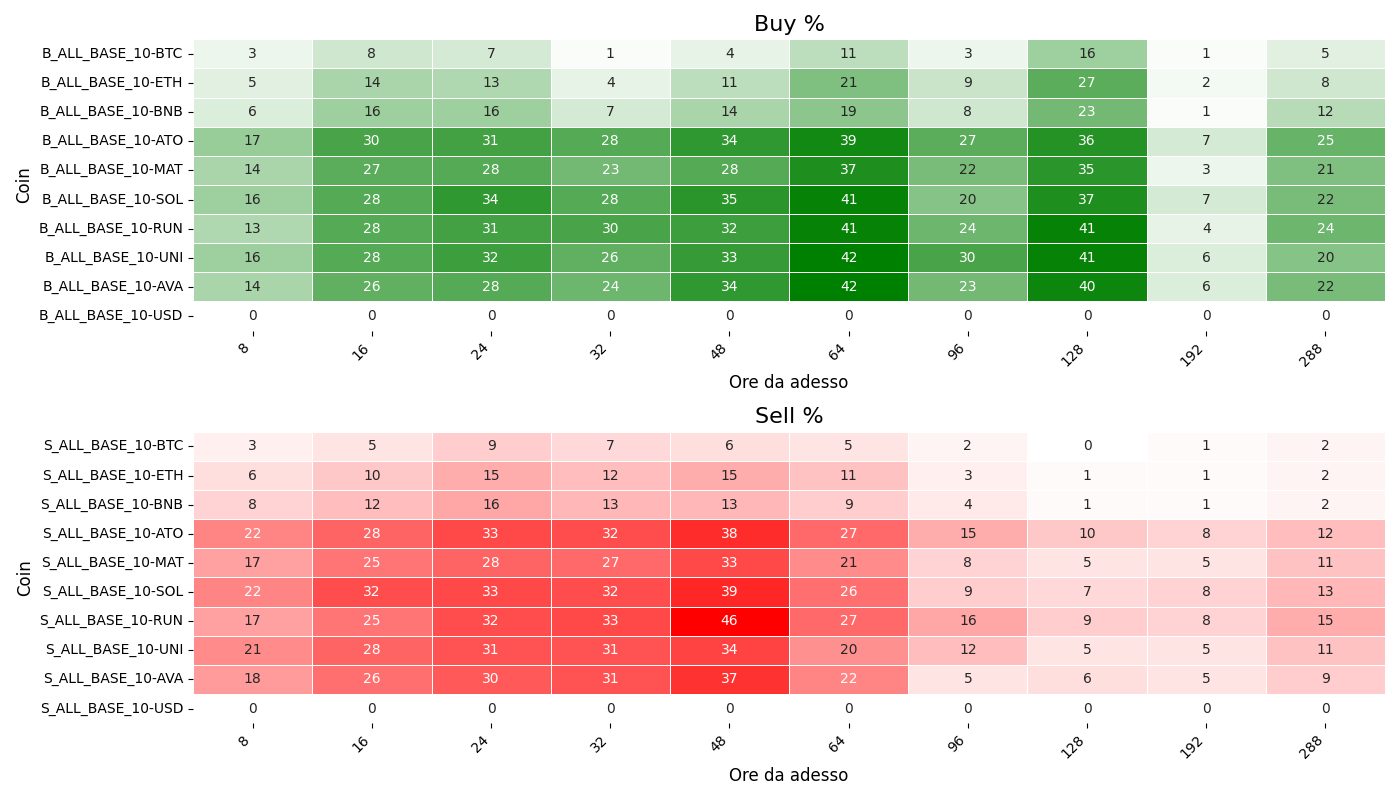 Buy %
Coin
B_ALL_BASE_10-BTC 3 8 7 1 4 11 3 16 1 5
B_ALL_BASE_10-ETH 5 14 13 4 11 21 9 27 2 8
B_ALL_BASE_10-BNB 6 16 16 7 14 19 8 23 1 12
B_ALL_BASE_10-ATO 17 30 31 28 34 39 27 36 7 25
B_ALL_BASE_10-MAT 14 27 28 23 28 37 22 35 3 21
B_ALL_BASE_10-SOL 16 28 34 28 35 41 20 37 7 22
B_ALL_BASE_10-RUN 13 28 31 30 32 41 24 41 4 24
B_ALL_BASE_10-UNI 16 28 32 26 33 42 30 41 6 20
B_ALL_BASE_10-AVA 14 26 28 24 34 42 23 40 6 22
B_ALL_BASE_10-USD 0 0 0 0 0 0 0 0 0 0
8 16 24 32 48 64 96 128 192 288
Ore da adesso
Sell %
Coin
S_ALL_BASE_10-BTC 3 5 9 7 6 5 2 0 1 2
S_ALL_BASE_10-ETH 6 10 15 12 15 11 3 1 1 2
S_ALL_BASE_10-BNB 8 12 16 13 13 9 4 1 1 2
S_ALL_BASE_10-ATO 22 28 33 32 38 27 15 10 8 12
S_ALL_BASE_10-MAT 17 25 28 27 33 21 8 5 5 11
S_ALL_BASE_10-SOL 22 32 33 32 39 26 9 7 8 13
S_ALL_BASE_10-RUN 17 25 32 33 46 27 16 9 8 15
S_ALL_BASE_10-UNI 21 28 31 31 34 20 12 5 5 11
S_ALL_BASE_10-AVA 18 26 30 31 37 22 5 6 5 9
S_ALL_BASE_10-USD 0 0 0 0 0 0 0 0 0 0
8 16 24 32 48 64 96 128 192 288
Ore da adesso